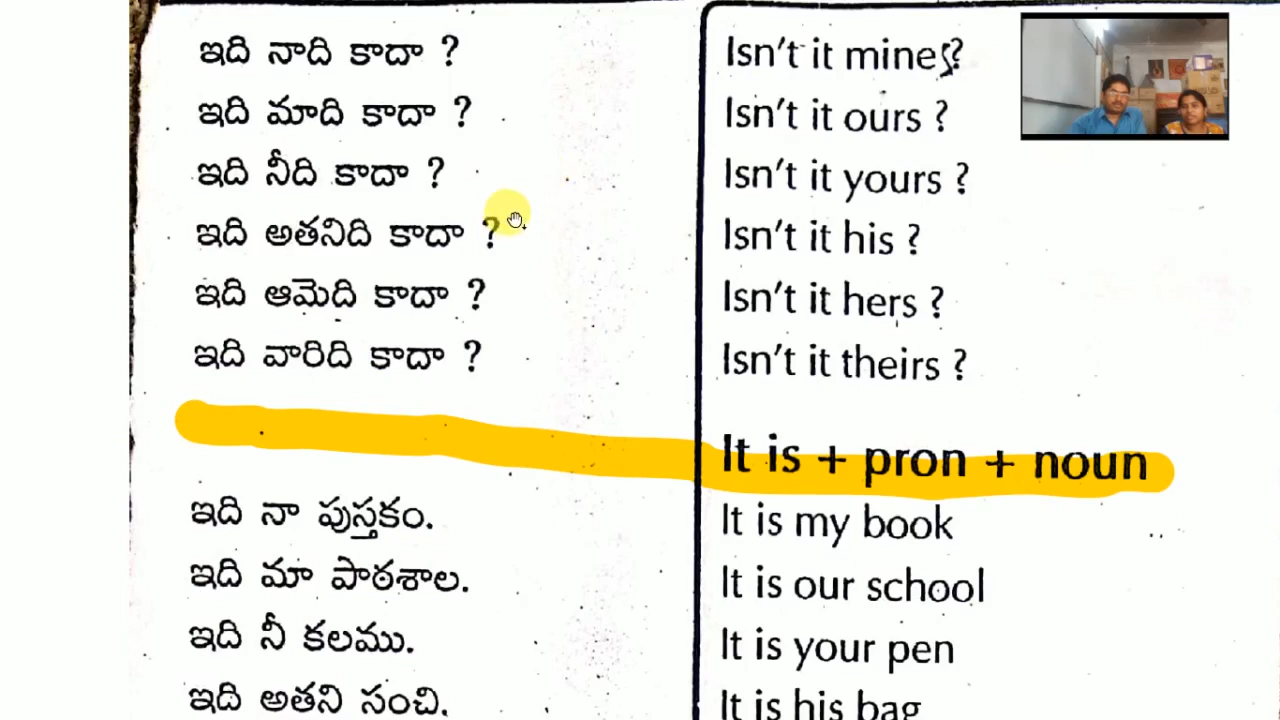 ఇది నాది కాదా ?
Isn't it mine?
ఇది మాది కాదా ?
Isn't it ours ?
ఇది నీది కాదా ?
Isn't it yours ?
ఇది అతనిది కాదా ?
Isn't it his ?
ఇది ఆమెది కాదా ?
Isn't it hers ?
ఇది వారిది కాదా ?
Isn't it theirs ?
It is + pron + noun
ఇది నా పుస్తకం.
It is my book
ఇది మా పాఠశాల.
It is our school
ఇది నీ కలము.
It is your pen
ఇది అతని సంచి.
It is his bag